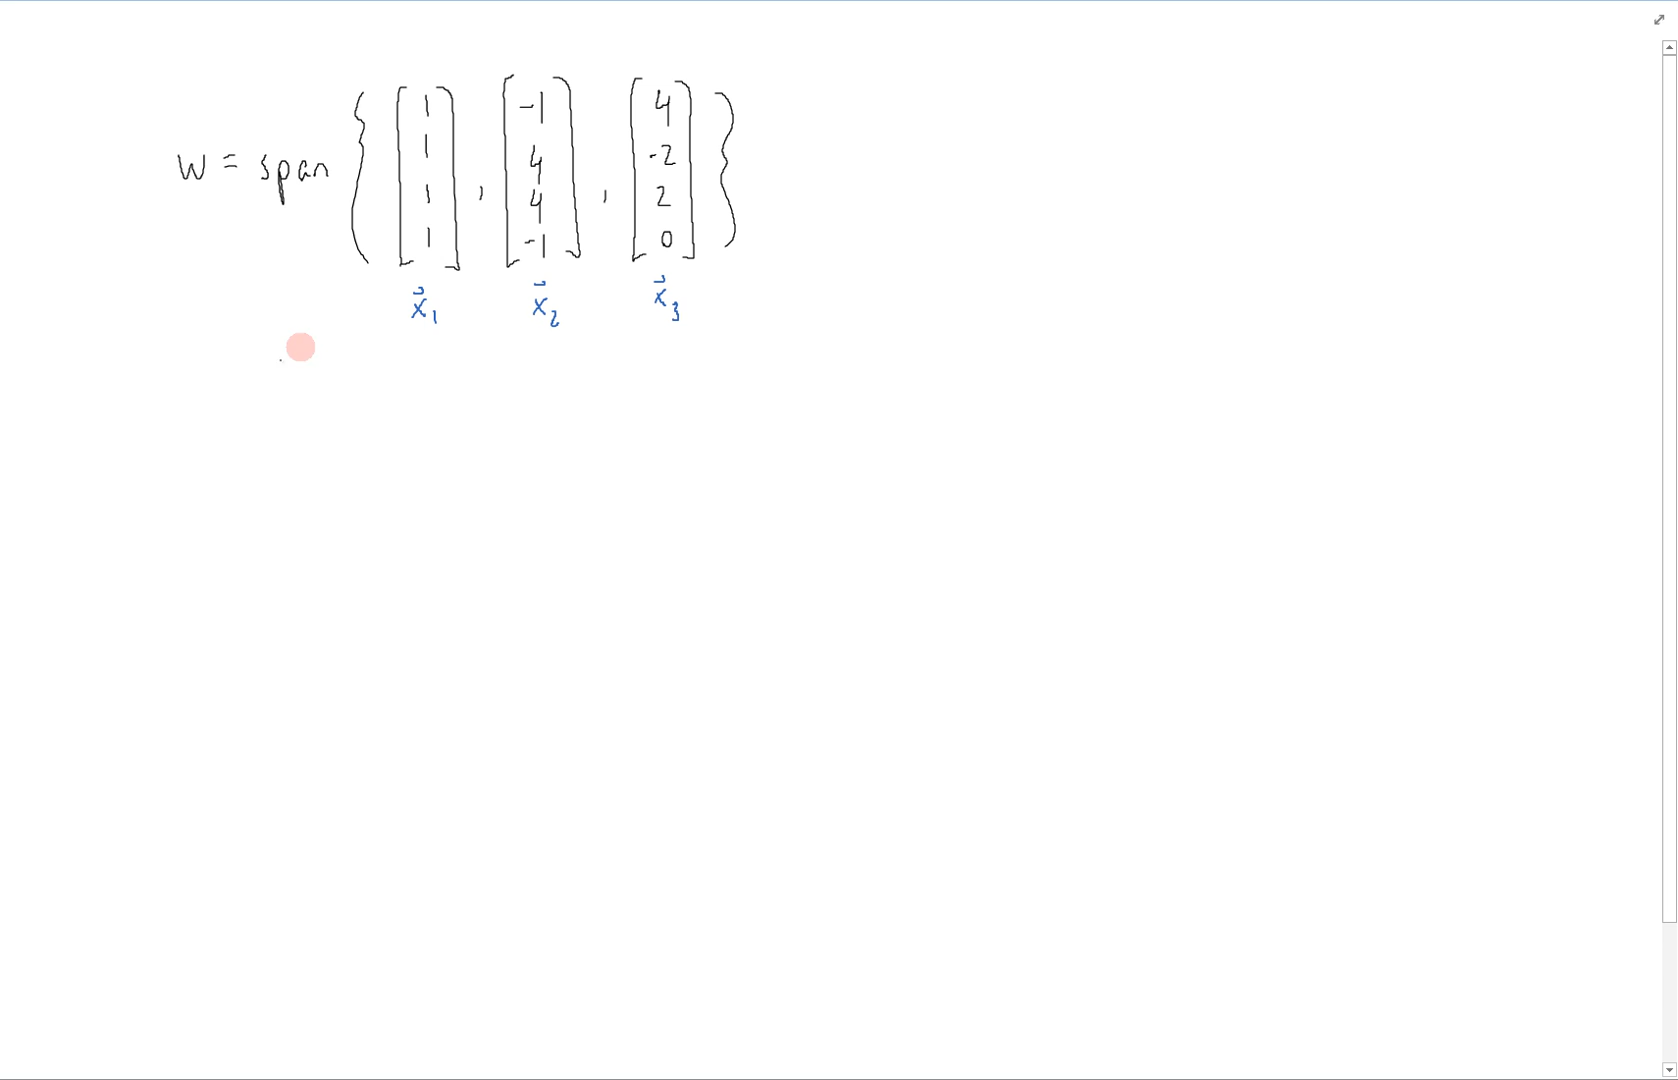 W = span { [1 1 1 1], [-1 4 4 -1], [4 -2 2 0] }
x⃗₁ x⃗₂ x⃗₃